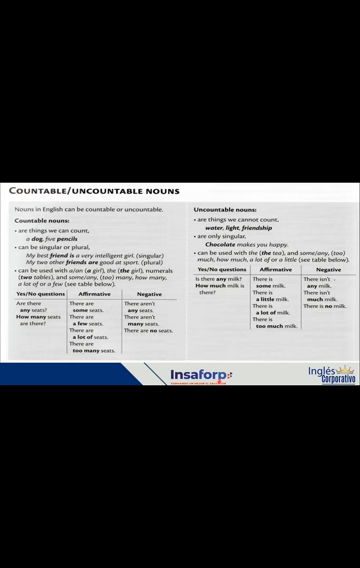 COUNTABLE/UNCOUNTABLE NOUNS
Nouns in English can be countable or uncountable.
Countable nouns:
• are things we can count,
a dog, five pencils
• can be singular or plural,
My best friend is a very intelligent girl. (singular)
My two other friends are good at sport. (plural)
• can be used with a/an (a girl), the (the girl), numerals
(two tables), and some/any, (too) many, how many,
a lot of or a few (see table below).
Yes/No questions Affirmative Negative
Are there There are There aren't
any seats? some seats. any seats.
How many seats There are There aren't
are there? a few seats. many seats.
There are There are no seats.
a lot of seats.
There are
too many seats.
Uncountable nouns:
• are things we cannot count,
water, light, friendship
• are only singular,
Chocolate makes you happy.
• can be used with the (the tea), and some/any, (too)
much, how much, a lot of or a little (see table below).
Yes/No questions Affirmative Negative
Is there any milk? There is There isn't
How much milk is some milk. any milk.
there? There is There isn't
a little milk. much milk.
There is There is no milk.
a lot of milk.
There is
too much milk.
Insaforp
Inglés
Corporativo